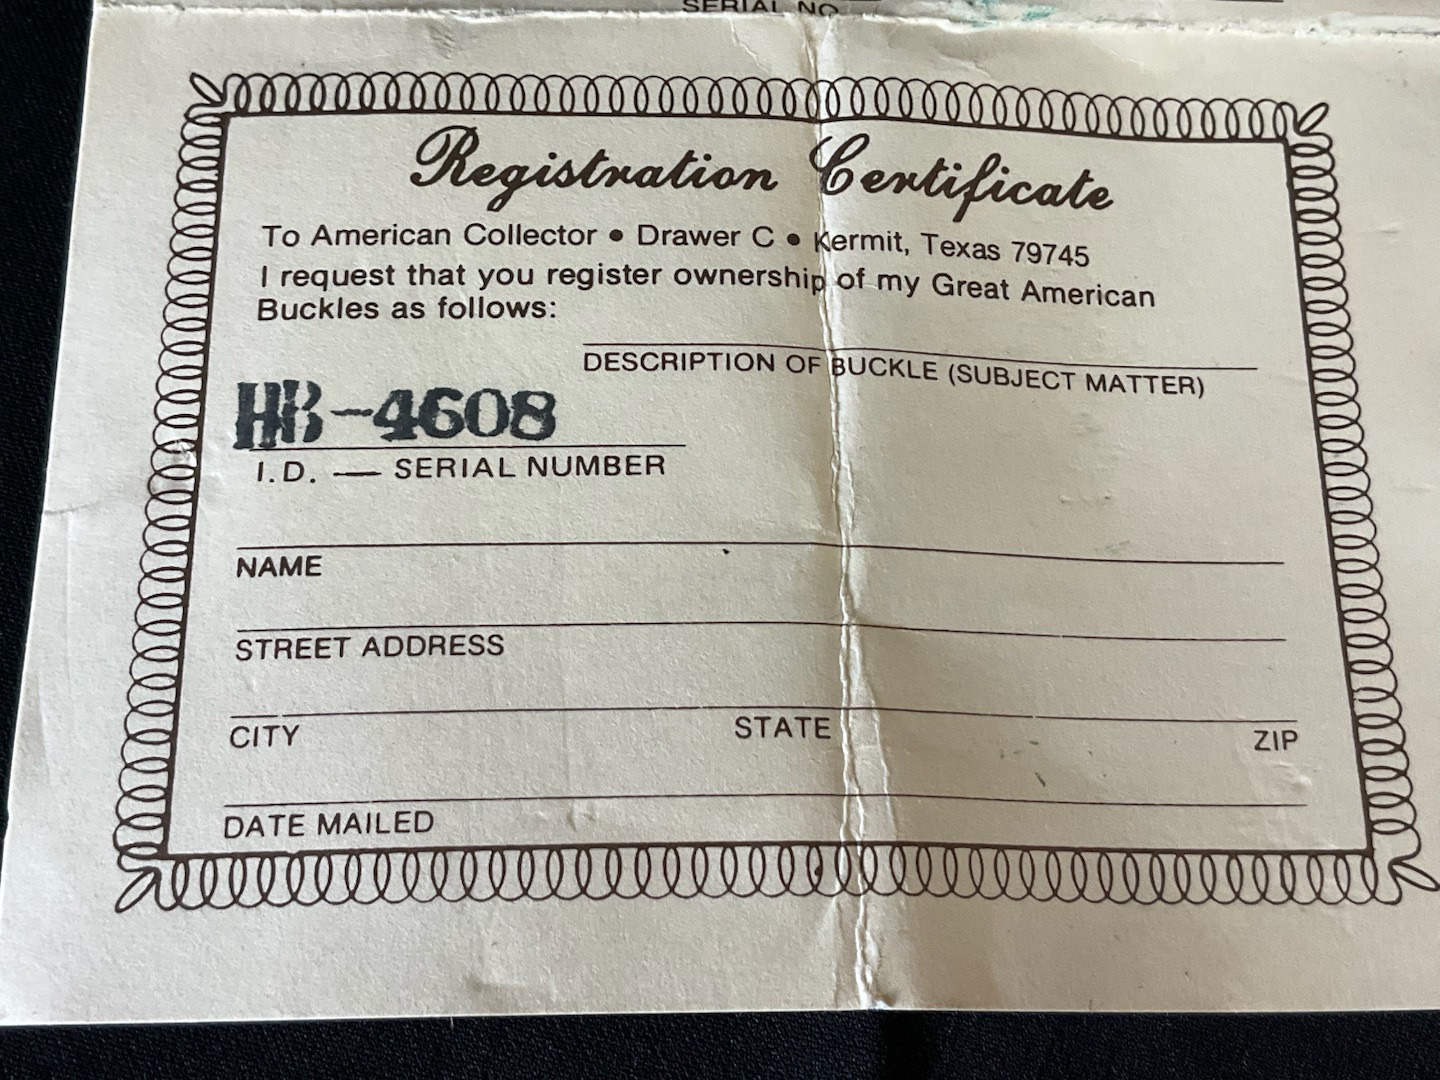 SERIAL NO.
Registration Certificate
To American Collector • Drawer C • Kermit, Texas 79745
I request that you register ownership of my Great American
Buckles as follows:
DESCRIPTION OF BUCKLE (SUBJECT MATTER)
HB-4608
I.D. — SERIAL NUMBER
NAME
STREET ADDRESS
CITY STATE ZIP
DATE MAILED